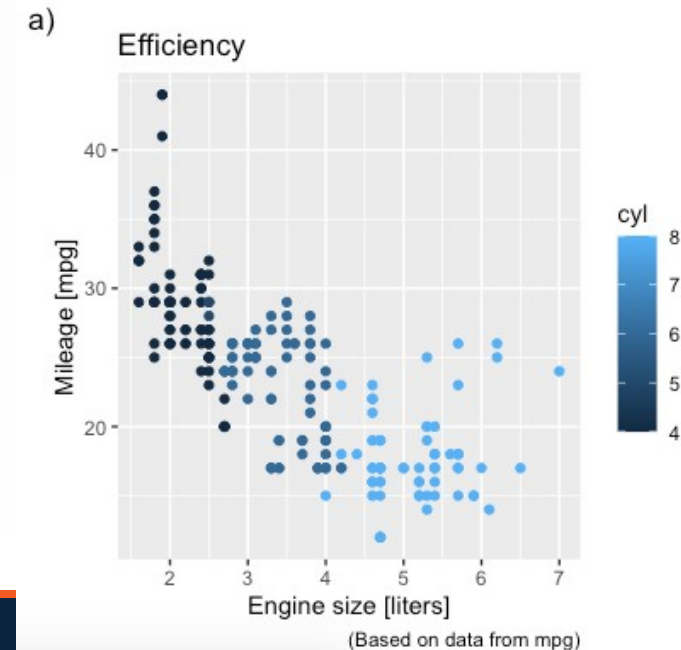 a)
Efficiency
40
30
20
Mileage [mpg]
2 3 4 5 6 7
Engine size [liters]
(Based on data from mpg)
cyl
8
7
6
5
4